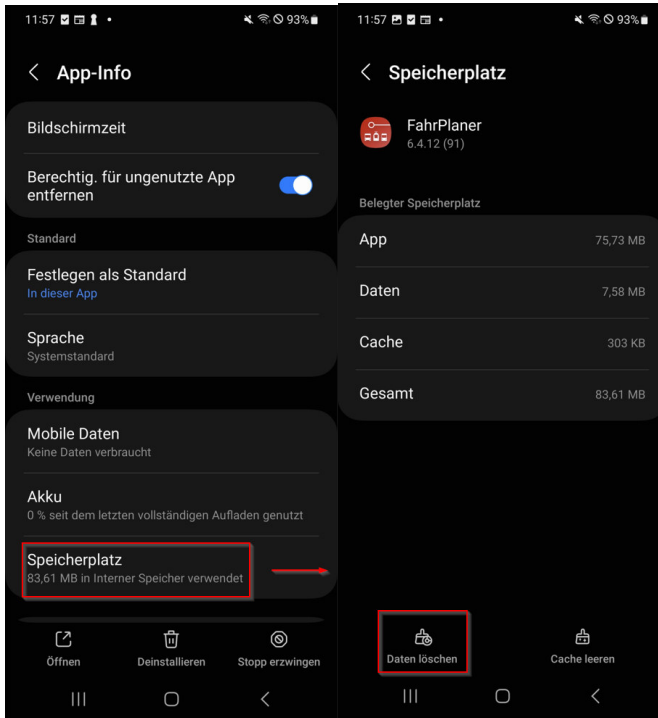 11:57
93%
App-Info
Bildschirmzeit
Berechtig. für ungenutzte App
entfernen
Standard
Festlegen als Standard
In dieser App
Sprache
Systemstandard
Verwendung
Mobile Daten
Keine Daten verbraucht
Akku
0 % seit dem letzten vollständigen Aufladen genutzt
Speicherplatz
83,61 MB in Interner Speicher verwendet
Öffnen
Deinstallieren
Stopp erzwingen
11:57
93%
Speicherplatz
FahrPlaner
6.4.12 (91)
Belegter Speicherplatz
App
75,73 MB
Daten
7,58 MB
Cache
303 KB
Gesamt
83,61 MB
Daten löschen
Cache leeren